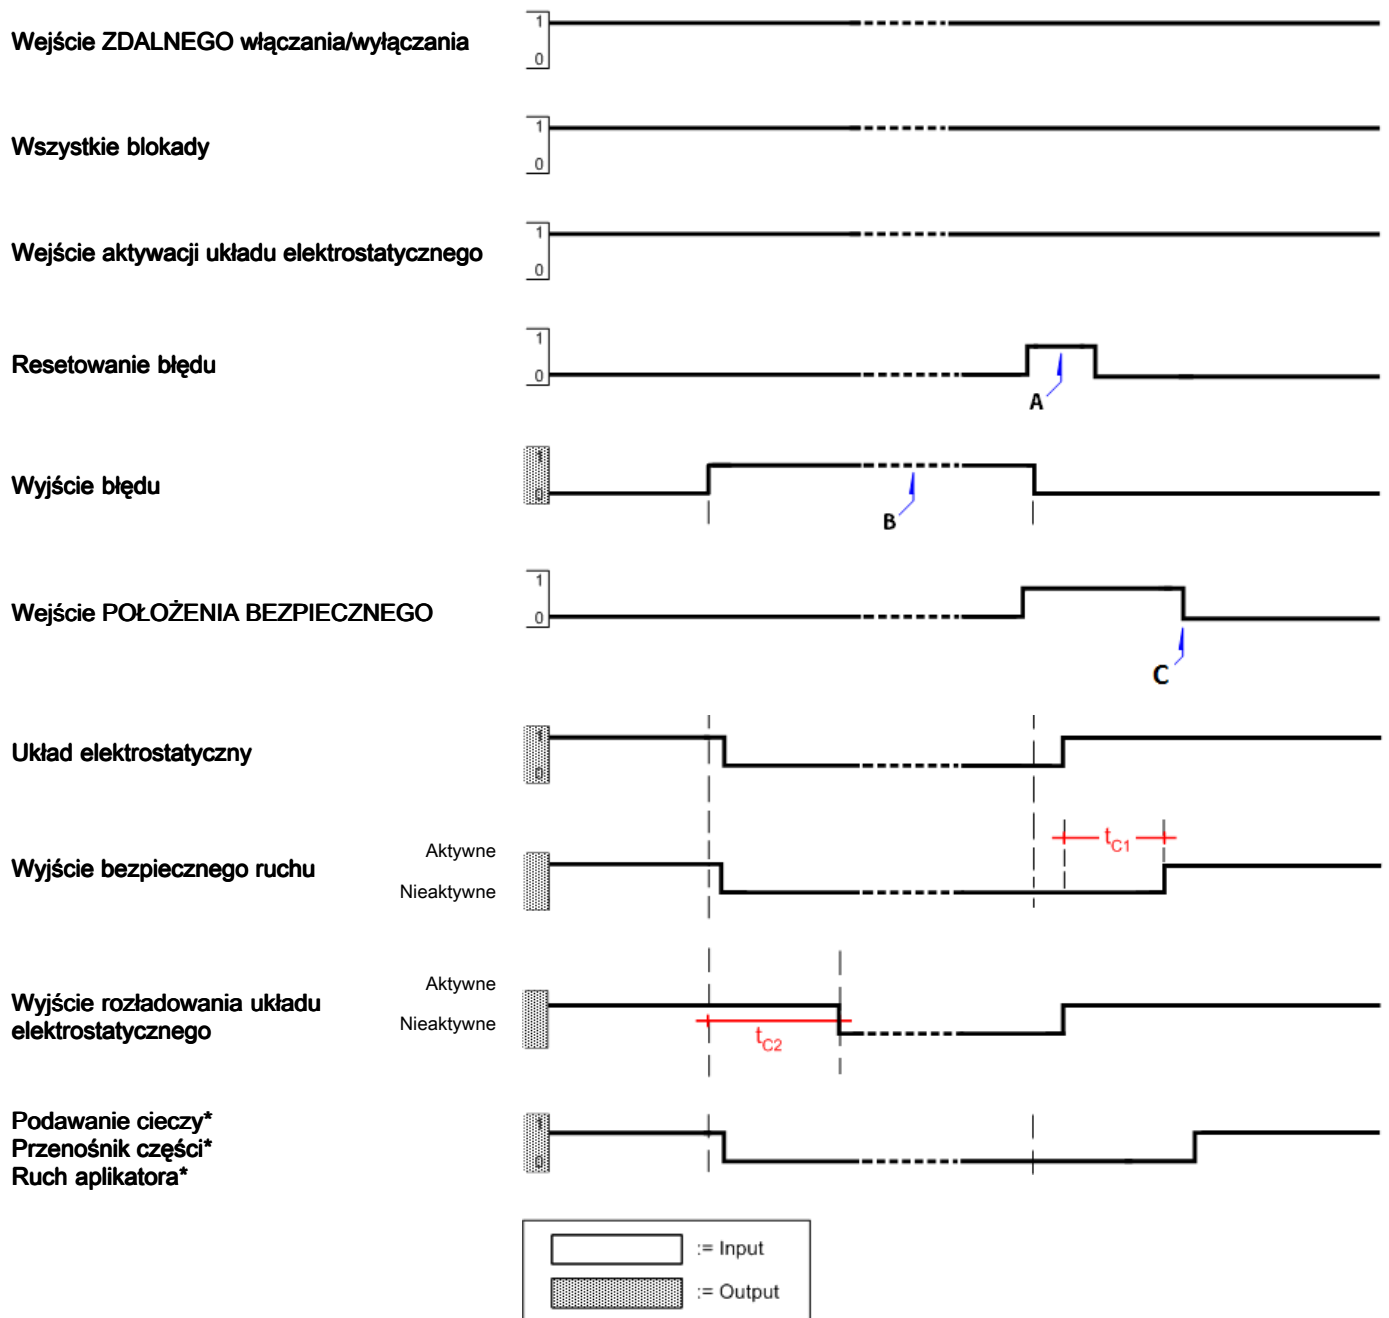 Wejście ZDALNEGO włączania/wyłączania
1
0
Wszystkie blokady
1
0
Wejście aktywacji układu elektrostatycznego
1
0
Resetowanie błędu
1
0
A
Wyjście błędu
1
0
B
Wejście POŁOŻENIA BEZPIECZNEGO
1
0
C
Układ elektrostatyczny
1
0
Wyjście bezpiecznego ruchu
Aktywne
Nieaktywne
tC1
Wyjście rozładowania układu
elektrostatycznego
Aktywne
Nieaktywne
tC2
Podawanie cieczy*
Przenośnik części*
Ruch aplikatora*
1
0
:= Input
:= Output